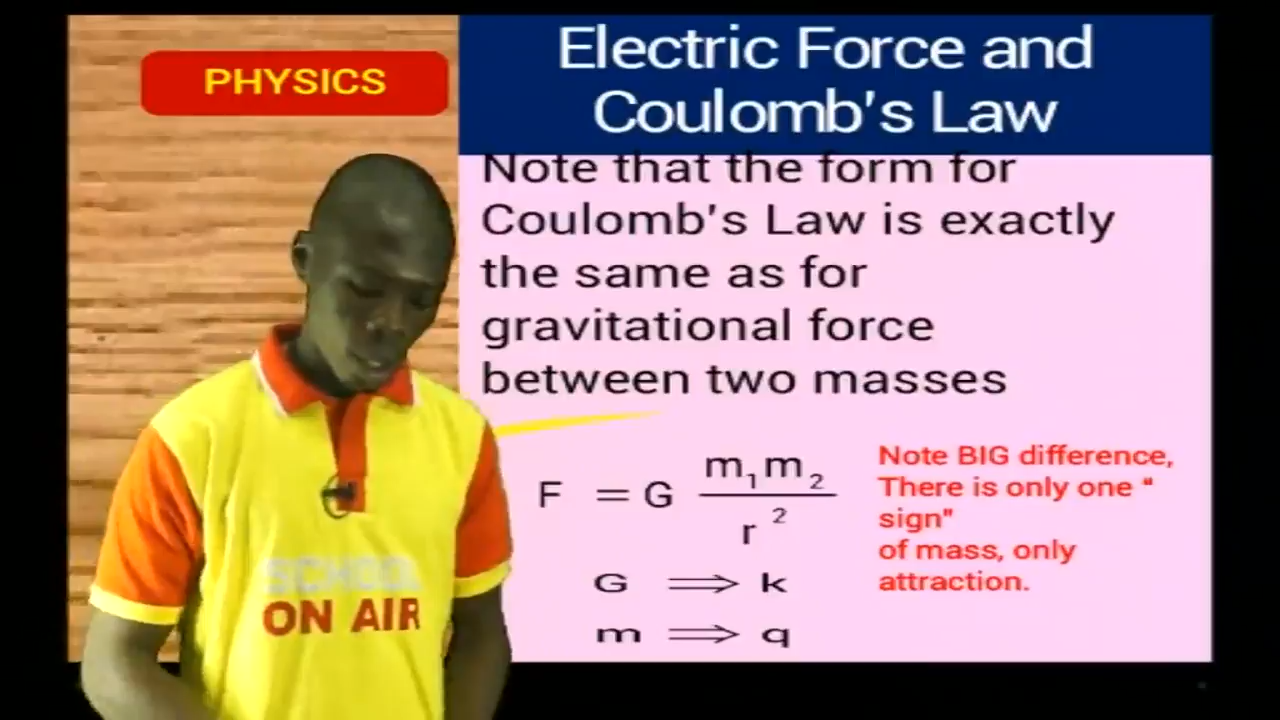 PHYSICS
Electric Force and
Coulomb's Law
Note that the form for
Coulomb's Law is exactly
the same as for
gravitational force
between two masses
F = G m₁m₂ / r²
G ⟹ k
m ⟹ q
Note BIG difference,
There is only one "
sign"
of mass, only
attraction.
SCHOOL
ON AIR